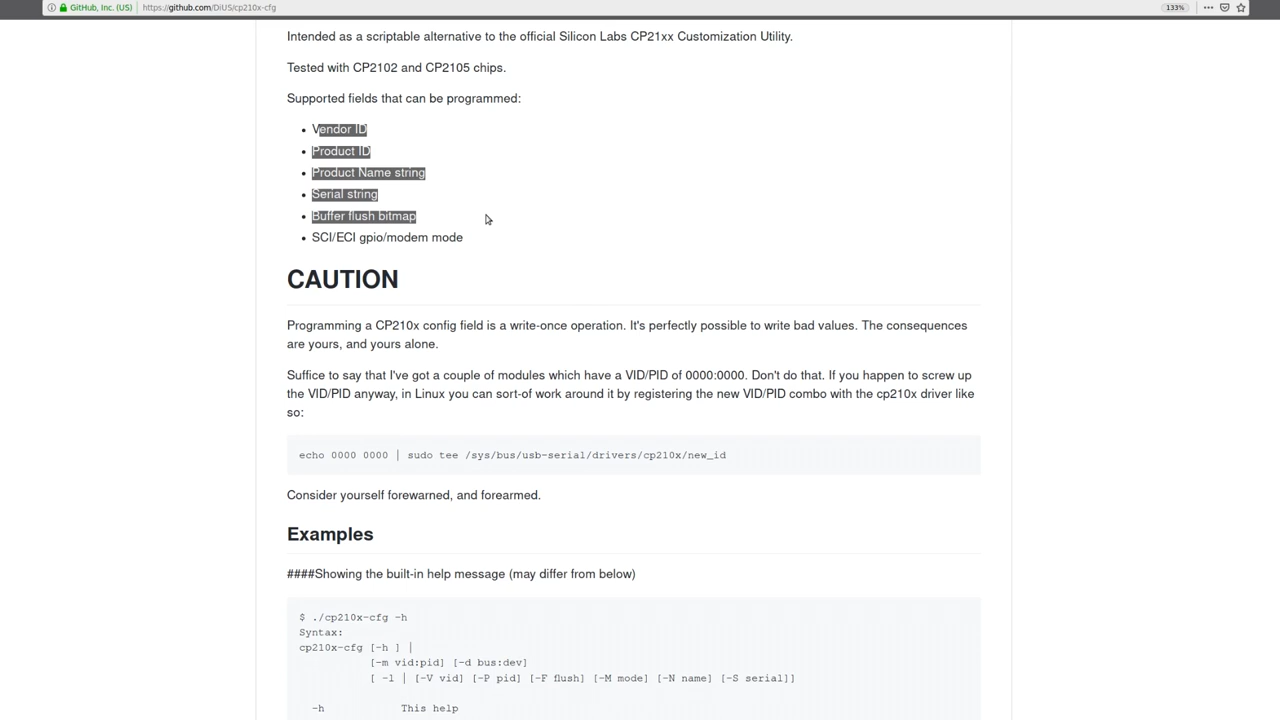 GitHub, Inc. (US)
https://github.com/DiUS/cp210x-cfg
133%
Intended as a scriptable alternative to the official Silicon Labs CP21xx Customization Utility.
Tested with CP2102 and CP2105 chips.
Supported fields that can be programmed:
Vendor ID
Product ID
Product Name string
Serial string
Buffer flush bitmap
SCI/ECI gpio/modem mode
CAUTION
Programming a CP210x config field is a write-once operation. It's perfectly possible to write bad values. The consequences
are yours, and yours alone.
Suffice to say that I've got a couple of modules which have a VID/PID of 0000:0000. Don't do that. If you happen to screw up
the VID/PID anyway, in Linux you can sort-of work around it by registering the new VID/PID combo with the cp210x driver like
so:
echo 0000 0000 | sudo tee /sys/bus/usb-serial/drivers/cp210x/new_id
Consider yourself forewarned, and forearmed.
Examples
####Showing the built-in help message (may differ from below)
$ ./cp210x-cfg -h
Syntax:
cp210x-cfg [-h ] |
[-m vid:pid] [-d bus:dev]
[ -l | [-V vid] [-P pid] [-F flush] [-M mode] [-N name] [-S serial]]
-h This help